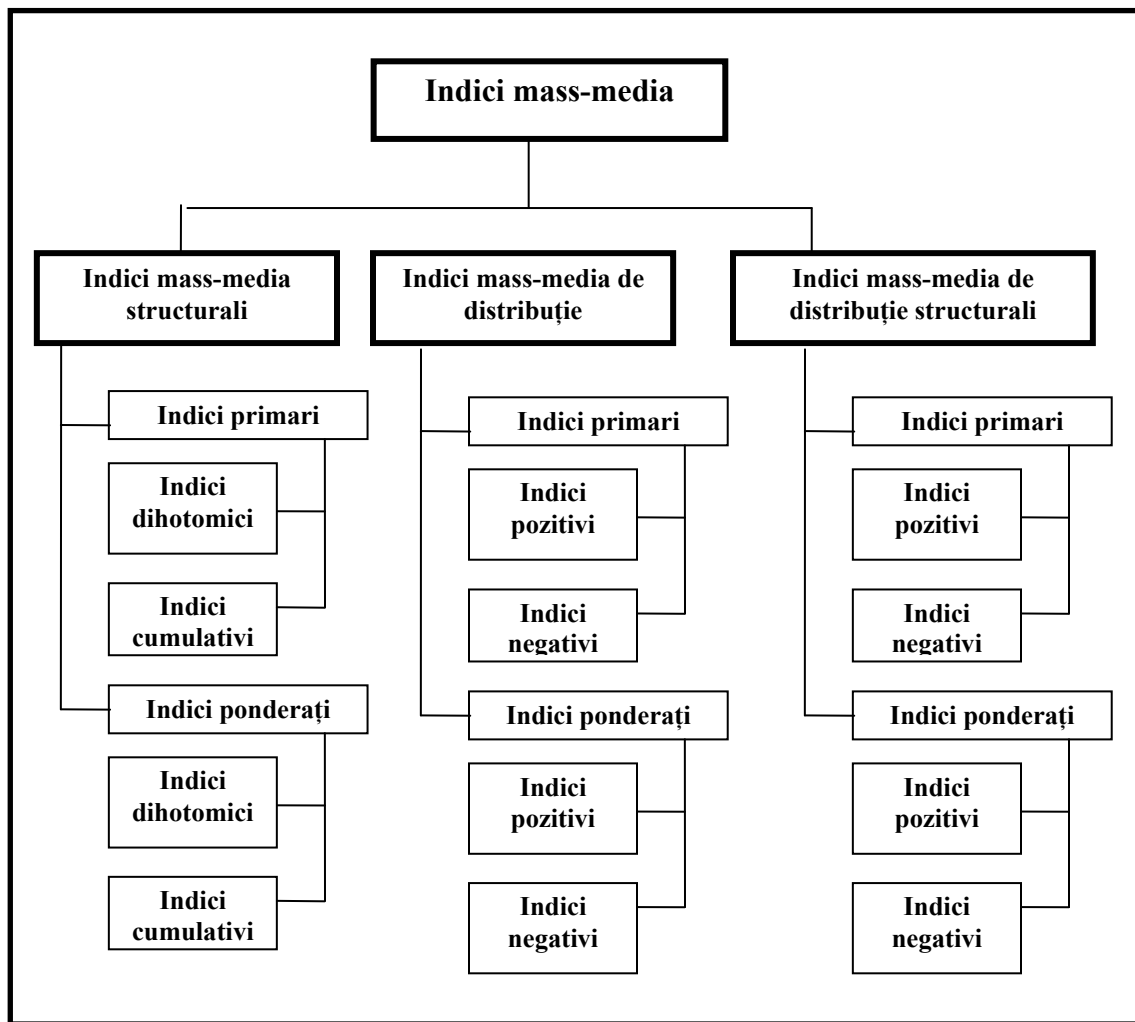 Indici mass-media
Indici mass-media
structurali
Indici primari
Indici
dihotomici
Indici
cumulativi
Indici ponderați
Indici
dihotomici
Indici
cumulativi
Indici mass-media de
distribuție
Indici primari
Indici
pozitivi
Indici
negativi
Indici ponderați
Indici
pozitivi
Indici
negativi
Indici mass-media de
distribuție structurali
Indici primari
Indici
pozitivi
Indici
negativi
Indici ponderați
Indici
pozitivi
Indici
negativi